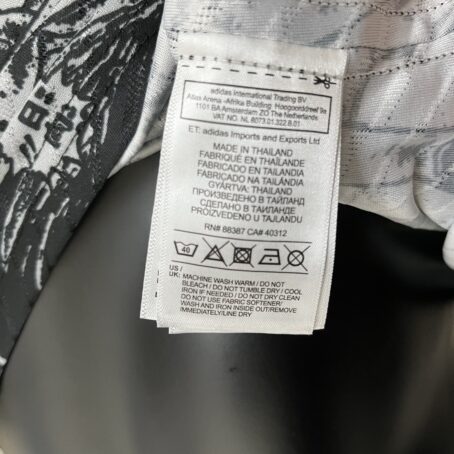 adidas International Trading BV
Atlas Arena -Afrika Building Hoogoorddreef 9a
1101 BA Amsterdam ZO The Netherlands
VAT NO. NL 8073.01.322.B.01
ET: adidas Imports and Exports Ltd
MADE IN THAILAND
FABRIQUÉ EN THAÏLANDE
FABRICADO EN TAILANDIA
FABRICADO NA TAILÂNDIA
GYÁRTVA: THAILAND
ПРОИЗВЕДЕНО В ТАЙЛАНД
СДЕЛАНО В ТАИЛАНДЕ
PROIZVEDENO U TAJLANDU
RN# 88387 CA# 40312
40
US /
UK: MACHINE WASH WARM / DO NOT
BLEACH / DO NOT TUMBLE DRY / COOL
IRON IF NEEDED / DO NOT DRY CLEAN
DO NOT USE FABRIC SOFTENER/
WASH AND IRON INSIDE OUT/REMOVE
IMMEDIATELY/LINE DRY